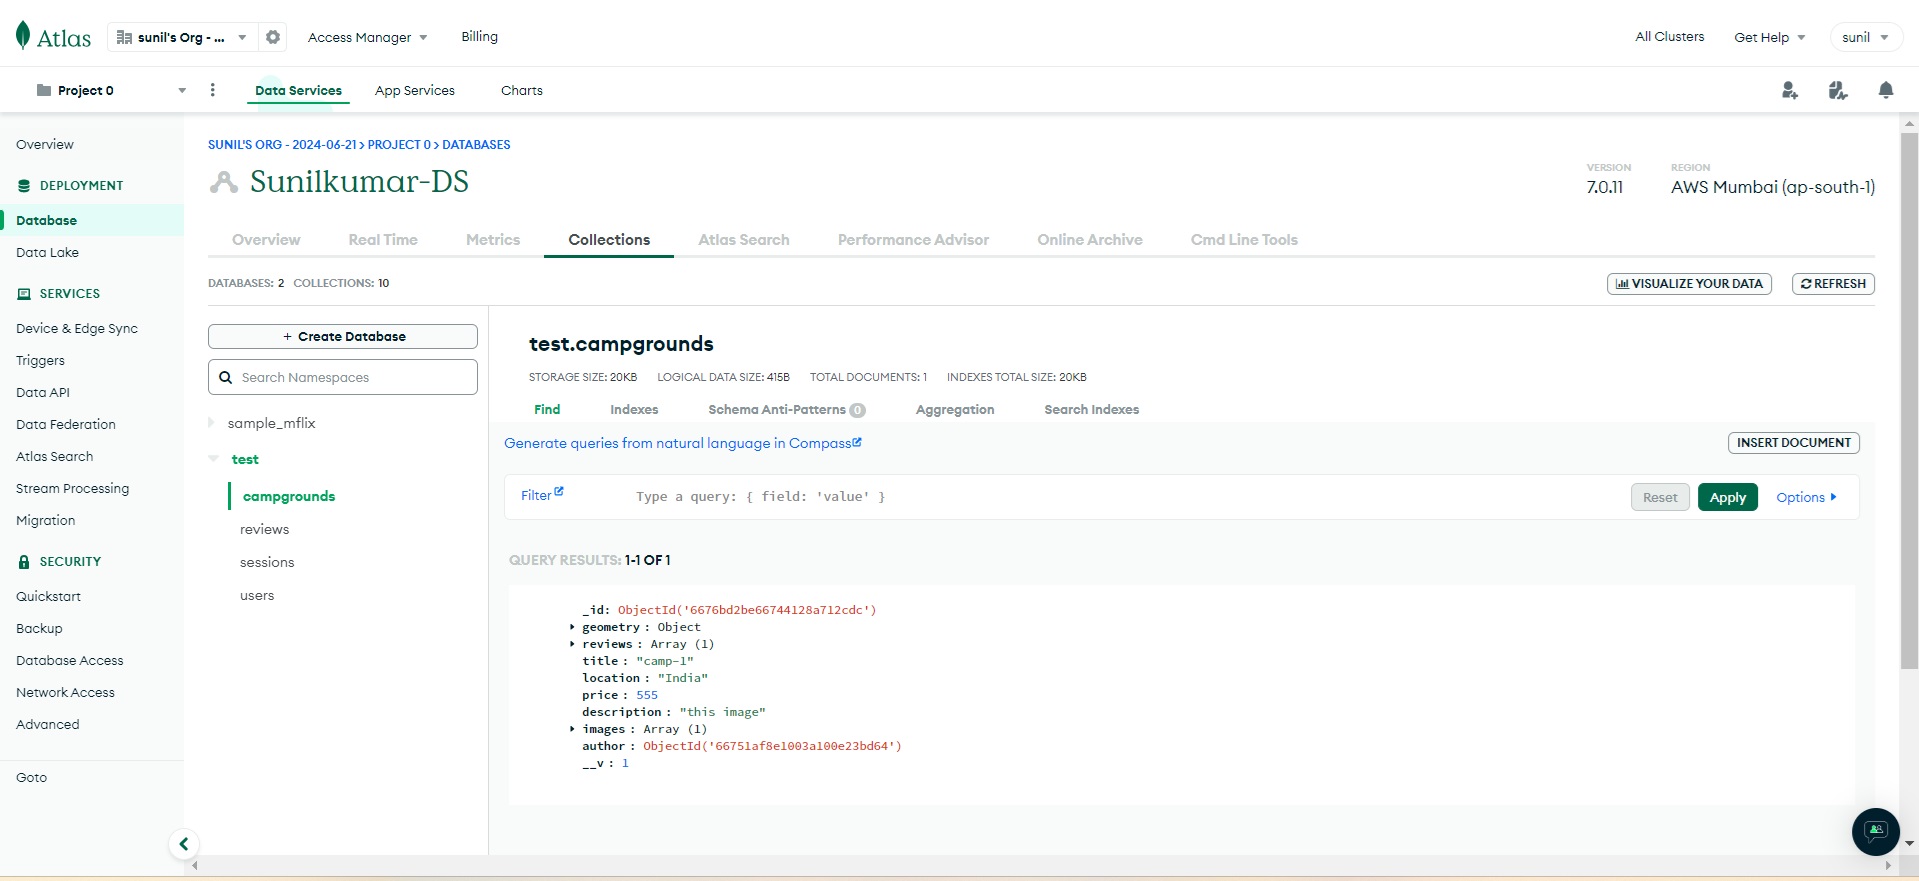 Atlas
sunil's Org - ...
Access Manager
Billing
All Clusters
Get Help
sunil
Project 0
Data Services
App Services
Charts
Overview
DEPLOYMENT
Database
Data Lake
SERVICES
Device & Edge Sync
Triggers
Data API
Data Federation
Atlas Search
Stream Processing
Migration
SECURITY
Quickstart
Backup
Database Access
Network Access
Advanced
Goto
SUNIL'S ORG - 2024-06-21 > PROJECT 0 > DATABASES
Sunilkumar-DS
VERSION
7.0.11
REGION
AWS Mumbai (ap-south-1)
Overview
Real Time
Metrics
Collections
Atlas Search
Performance Advisor
Online Archive
Cmd Line Tools
DATABASES: 2 COLLECTIONS: 10
VISUALIZE YOUR DATA
REFRESH
+ Create Database
Search Namespaces
sample_mflix
test
campgrounds
reviews
sessions
users
test.campgrounds
STORAGE SIZE: 20KB LOGICAL DATA SIZE: 415B TOTAL DOCUMENTS: 1 INDEXES TOTAL SIZE: 20KB
Find
Indexes
Schema Anti-Patterns 0
Aggregation
Search Indexes
Generate queries from natural language in Compass
INSERT DOCUMENT
Filter
Type a query: { field: 'value' }
Reset
Apply
Options
QUERY RESULTS: 1-1 OF 1
_id: ObjectId('6676bd2be66744128a712cdc')
geometry : Object
reviews : Array (1)
title : "camp-1"
location : "India"
price : 555
description : "this image"
images : Array (1)
author : ObjectId('66751af8e1003a100e23bd64')
__v : 1